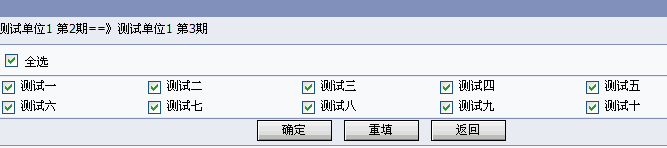 测试单位1 第2期==》测试单位1 第3期
全选
测试一 测试二 测试三 测试四 测试五
测试六 测试七 测试八 测试九 测试十
确定 重填 返回